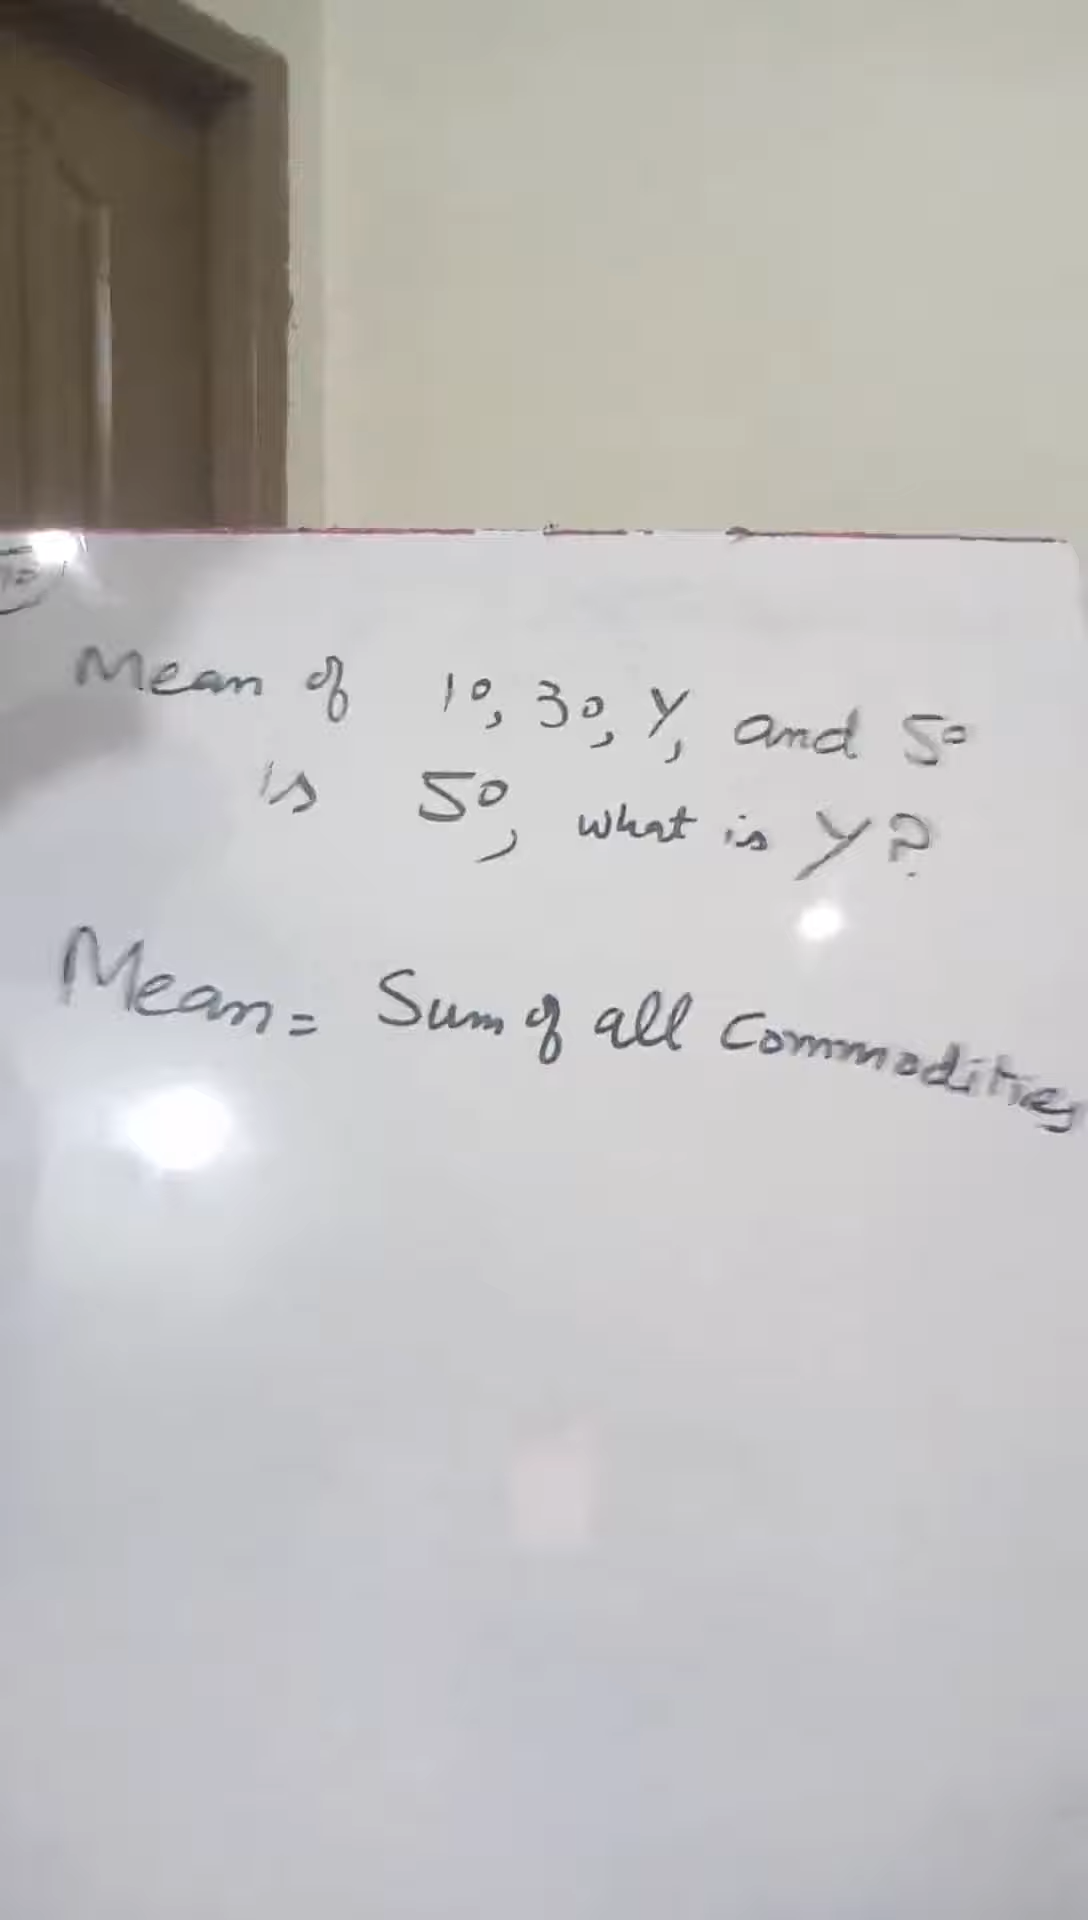 Mean of 10, 30, Y, and 50
is 50, what is Y?
Mean = Sum of all Commodities